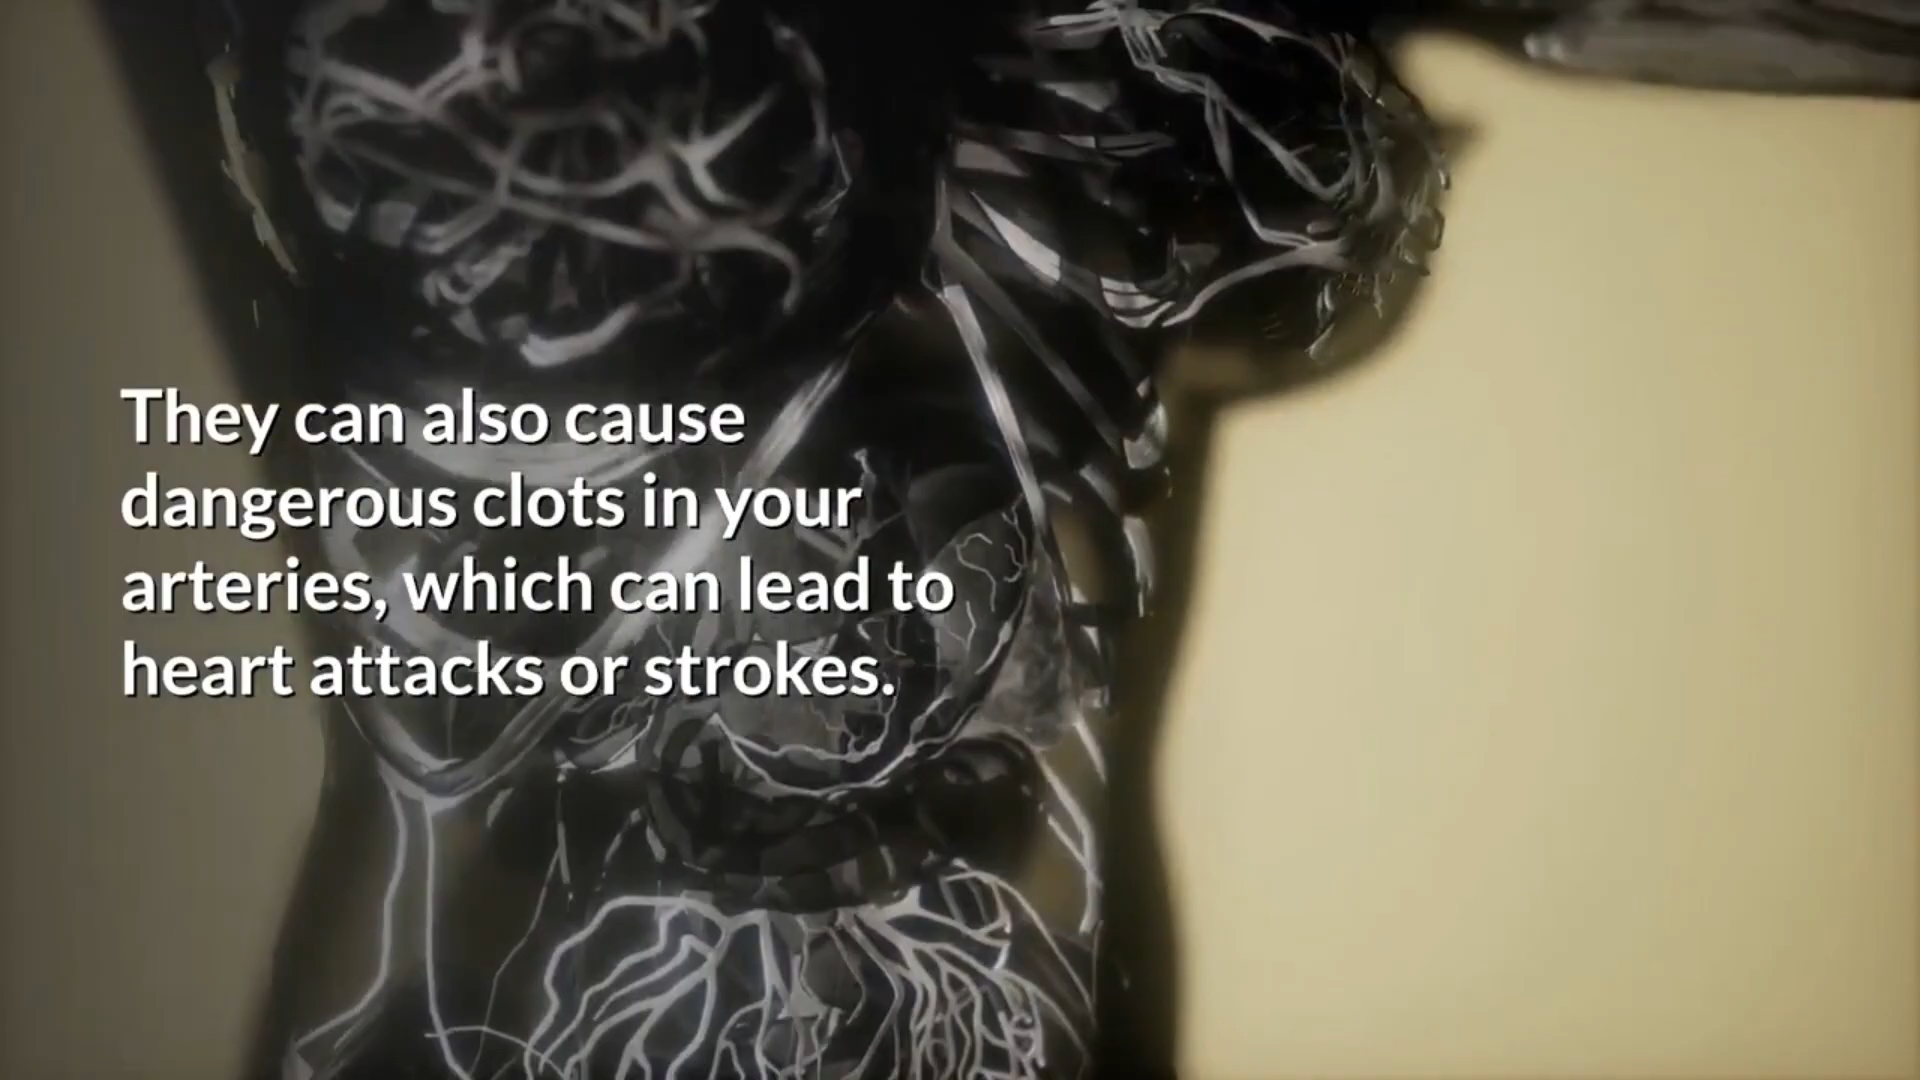 They can also cause
dangerous clots in your
arteries, which can lead to
heart attacks or strokes.